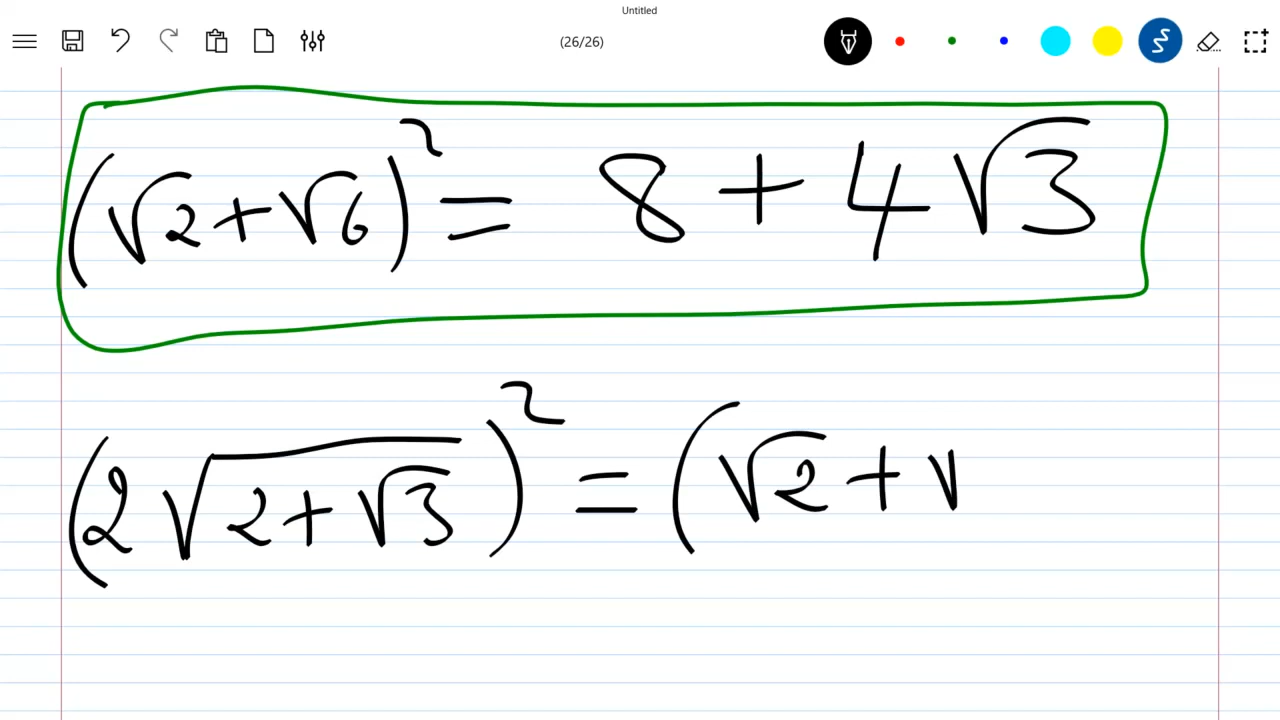 Untitled
(26/26)
(√2+√6)² = 8 + 4√3
(2√(2+√3))² = (√2 + √